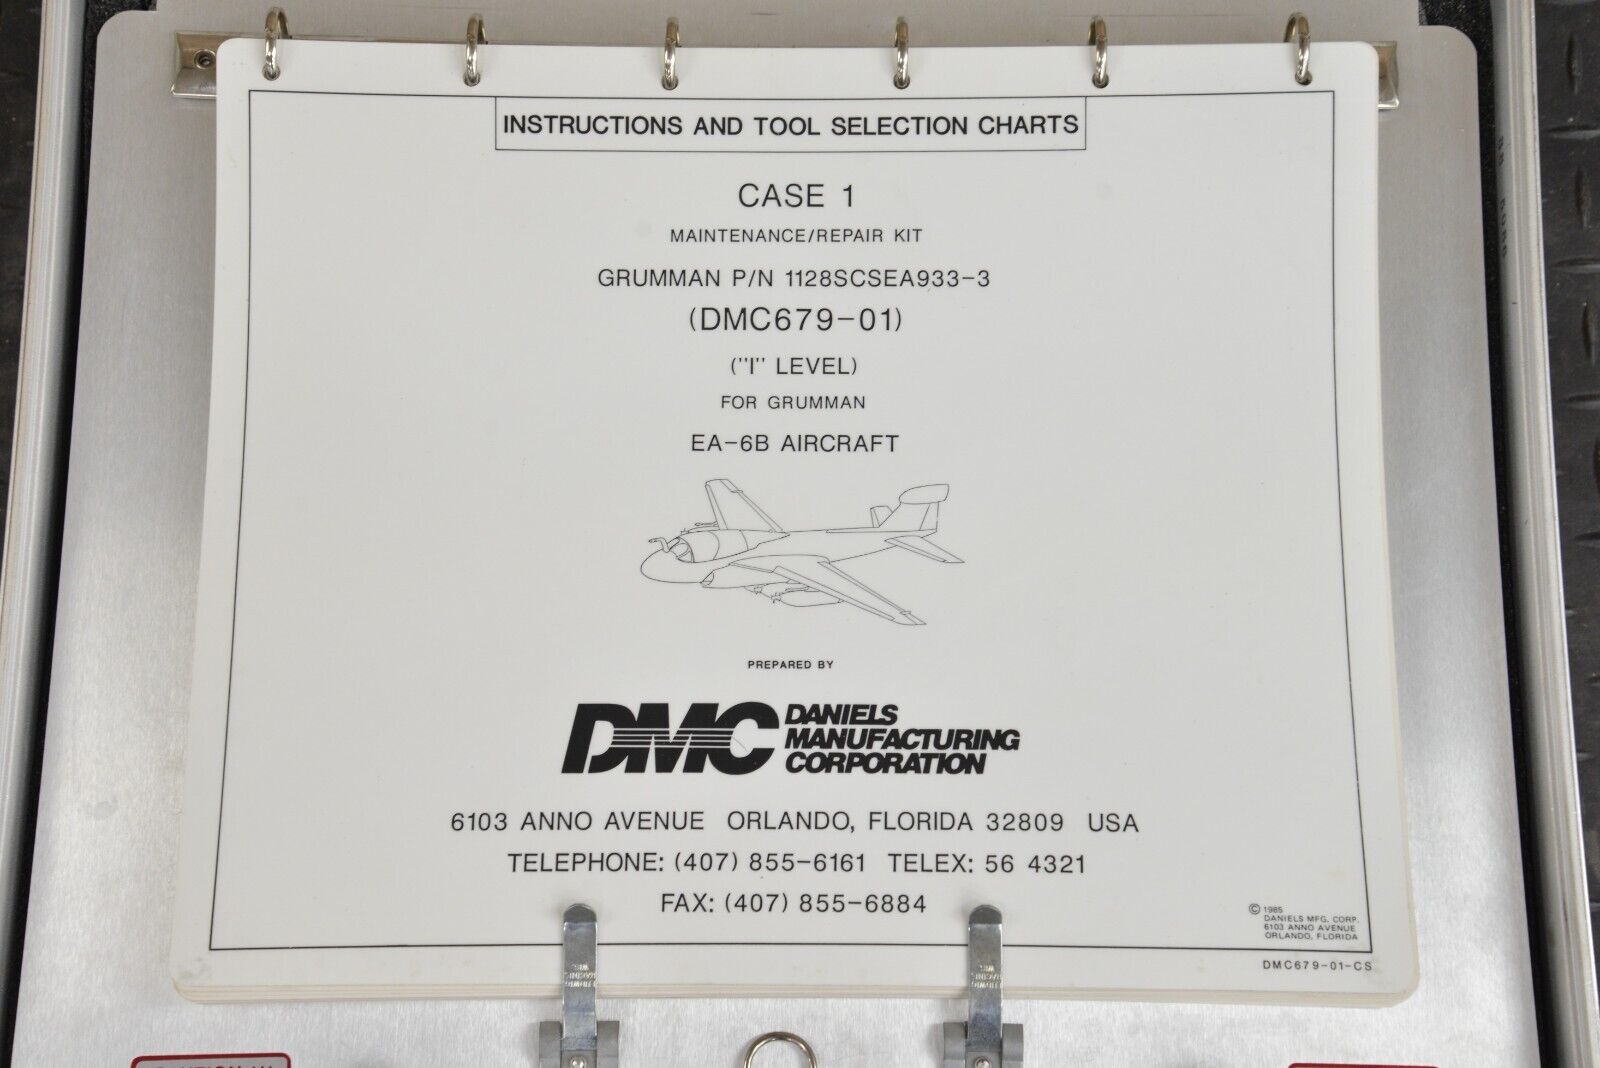 INSTRUCTIONS AND TOOL SELECTION CHARTS
CASE 1
MAINTENANCE/REPAIR KIT
GRUMMAN P/N 1128SCSEA933-3
(DMC679-01)
("I" LEVEL)
FOR GRUMMAN
EA-6B AIRCRAFT
PREPARED BY
DMC DANIELS
MANUFACTURING
CORPORATION
6103 ANNO AVENUE ORLANDO, FLORIDA 32809 USA
TELEPHONE: (407) 855-6161 TELEX: 56 4321
FAX: (407) 855-6884
© 1985
DANIELS MFG. CORP.
6103 ANNO AVENUE
ORLANDO, FLORIDA
DMC679-01-CS